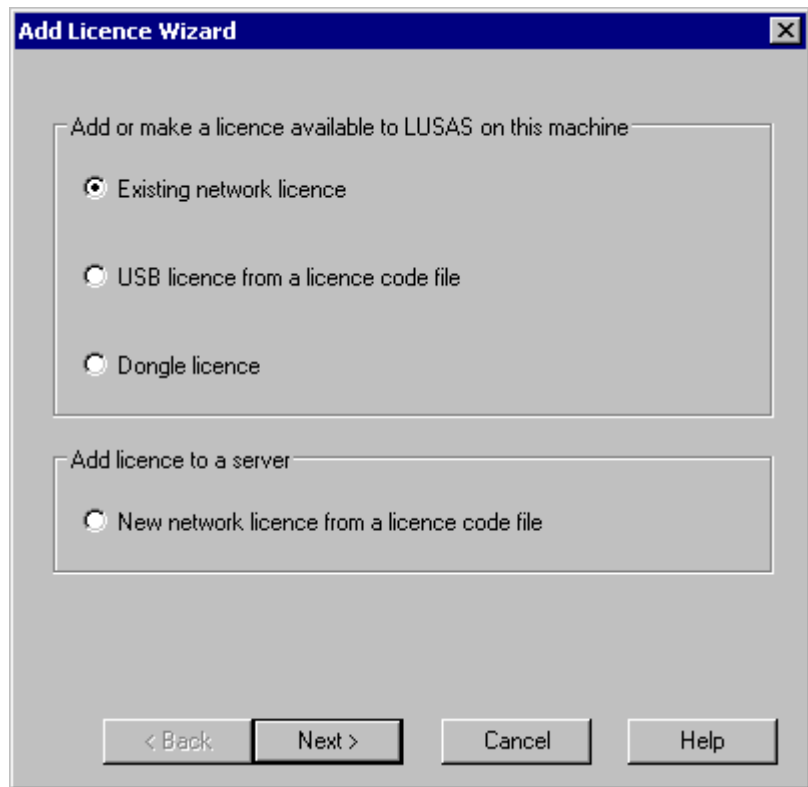 Add Licence Wizard
Add or make a licence available to LUSAS on this machine
Existing network licence
USB licence from a licence code file
Dongle licence
Add licence to a server
New network licence from a licence code file
< Back Next > Cancel Help